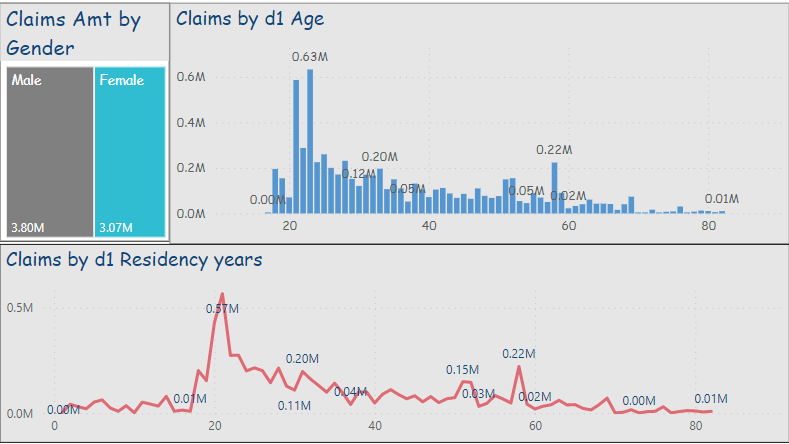 Claims Amt by
Gender
Male
Female
3.80M
3.07M
Claims by d1 Age
0.63M
0.6M
0.4M
0.2M
0.0M
0.00M
0.12M
0.20M
0.05M
0.05M
0.22M
0.02M
0.01M
20
40
60
80
Claims by d1 Residency years
0.5M
0.0M
0.00M
0.01M
0.57M
0.11M
0.20M
0.04M
0.15M
0.03M
0.22M
0.02M
0.00M
0.01M
0
20
40
60
80